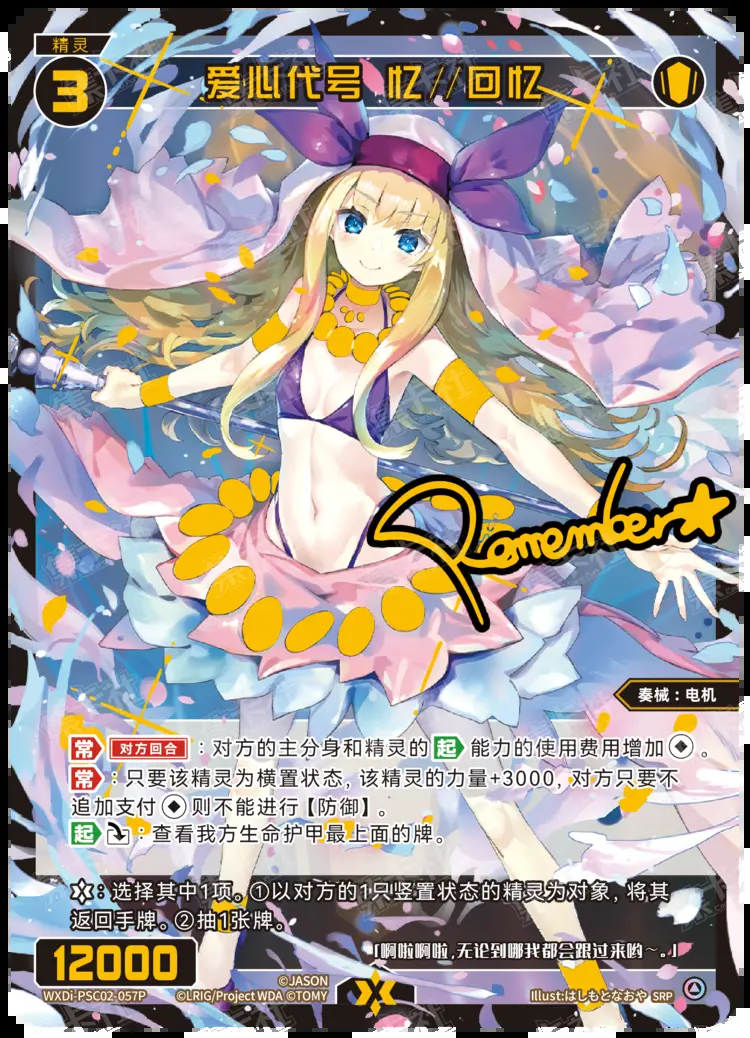 精灵
3
爱心代号 忆//回忆
Remember★
奏械：电机
常 对方回合：对方的主分身和精灵的 起 能力的使用费用增加 。
常：只要该精灵为横置状态, 该精灵的力量+3000, 对方只要不
追加支付 则不能进行【防御】。
起 ：查看我方生命护甲最上面的牌。
：选择其中1项。①以对方的1只竖置状态的精灵为对象, 将其
返回手牌。②抽1张牌。
「啊啦啊啦,无论到哪我都会跟过来哟～。」
12000
©JASON
WXDi-PSC02-057P ©LRIG/Project WDA ©TOMY
Illust:はしもとなおや SRP